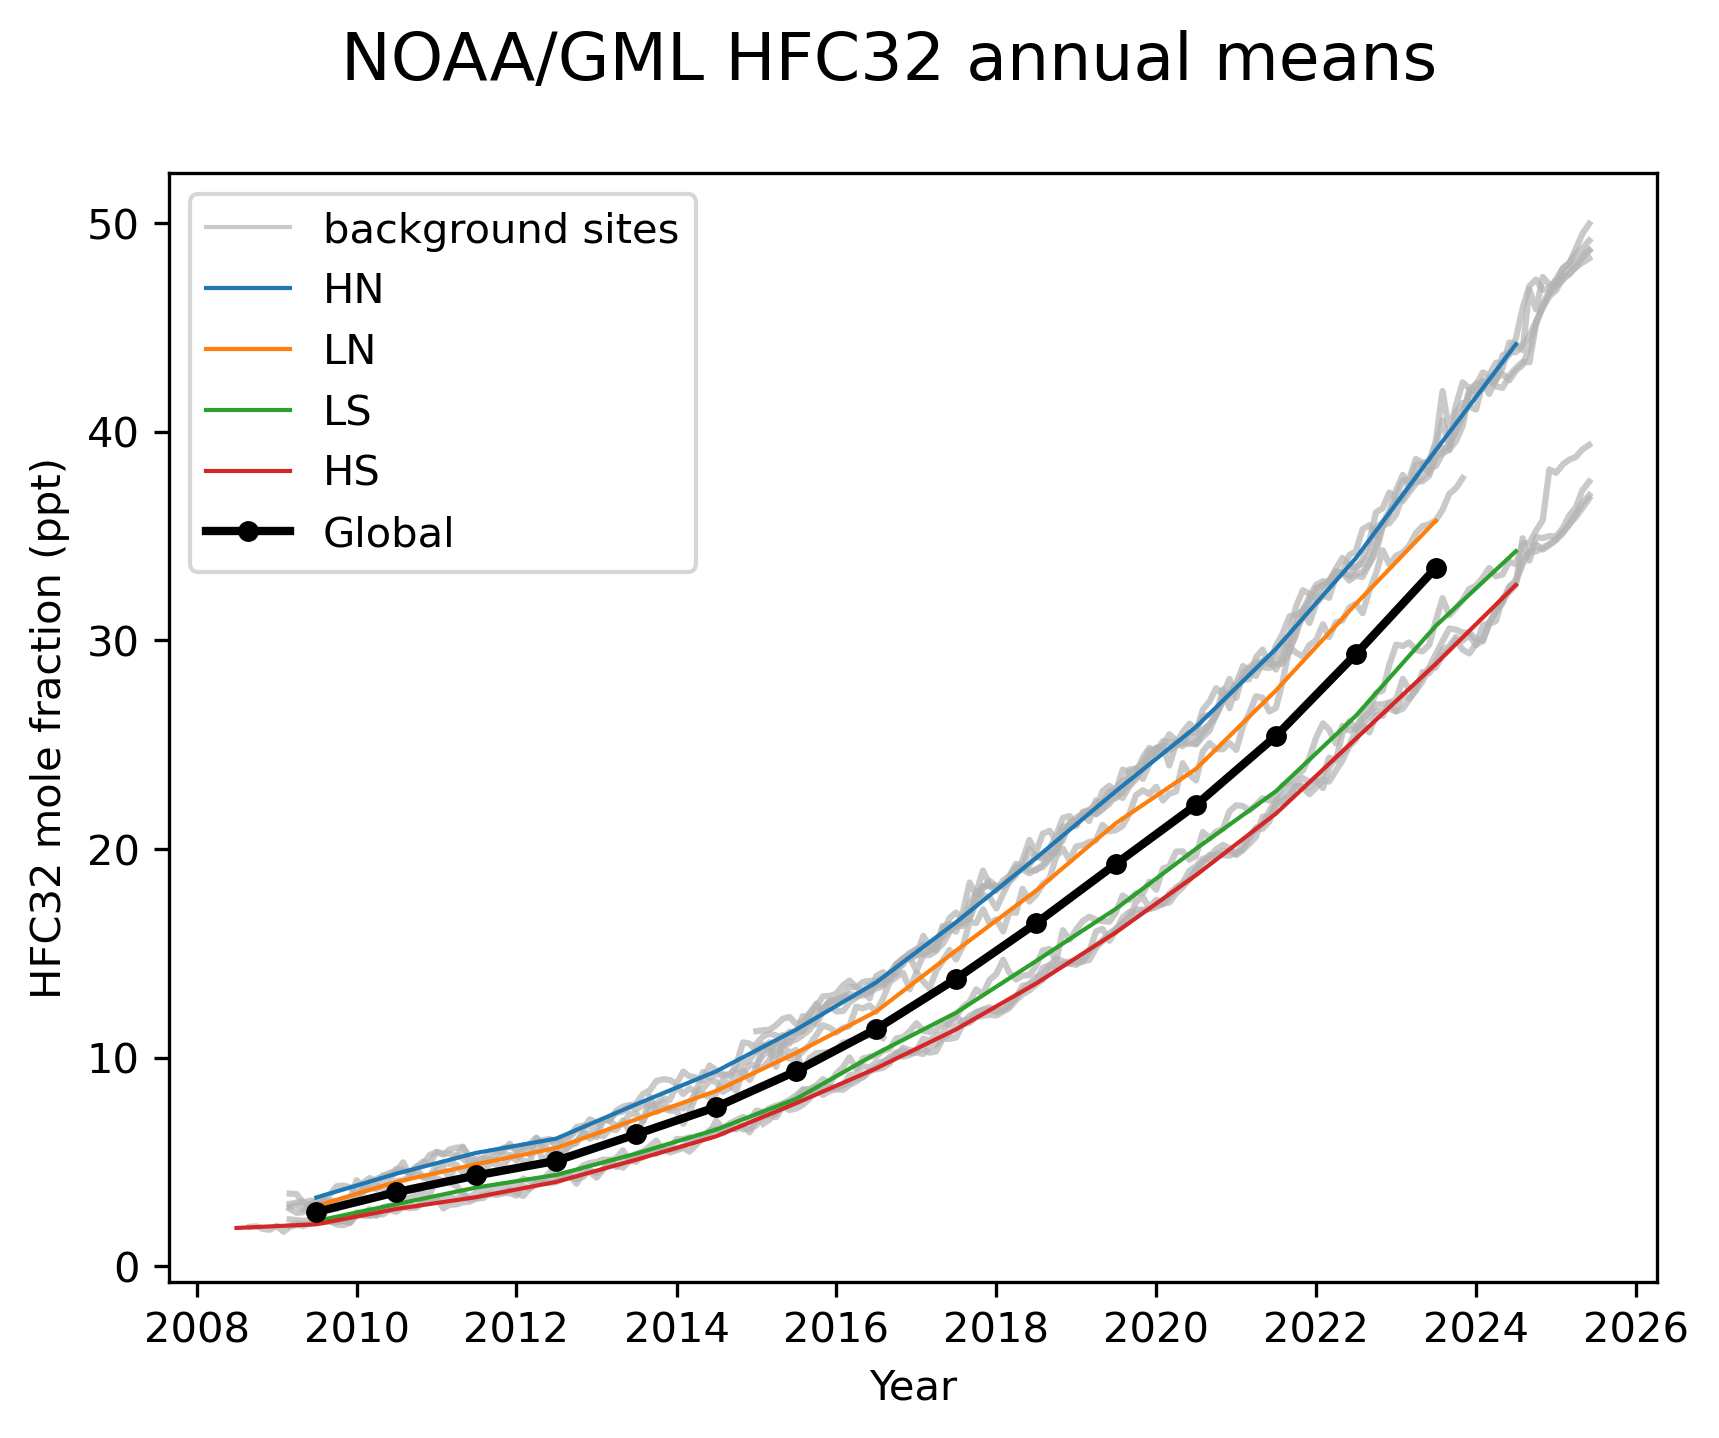 NOAA/GML HFC32 annual means
background sites
HN
LN
LS
HS
Global
50
40
30
20
10
0
HFC32 mole fraction (ppt)
2008 2010 2012 2014 2016 2018 2020 2022 2024 2026
Year